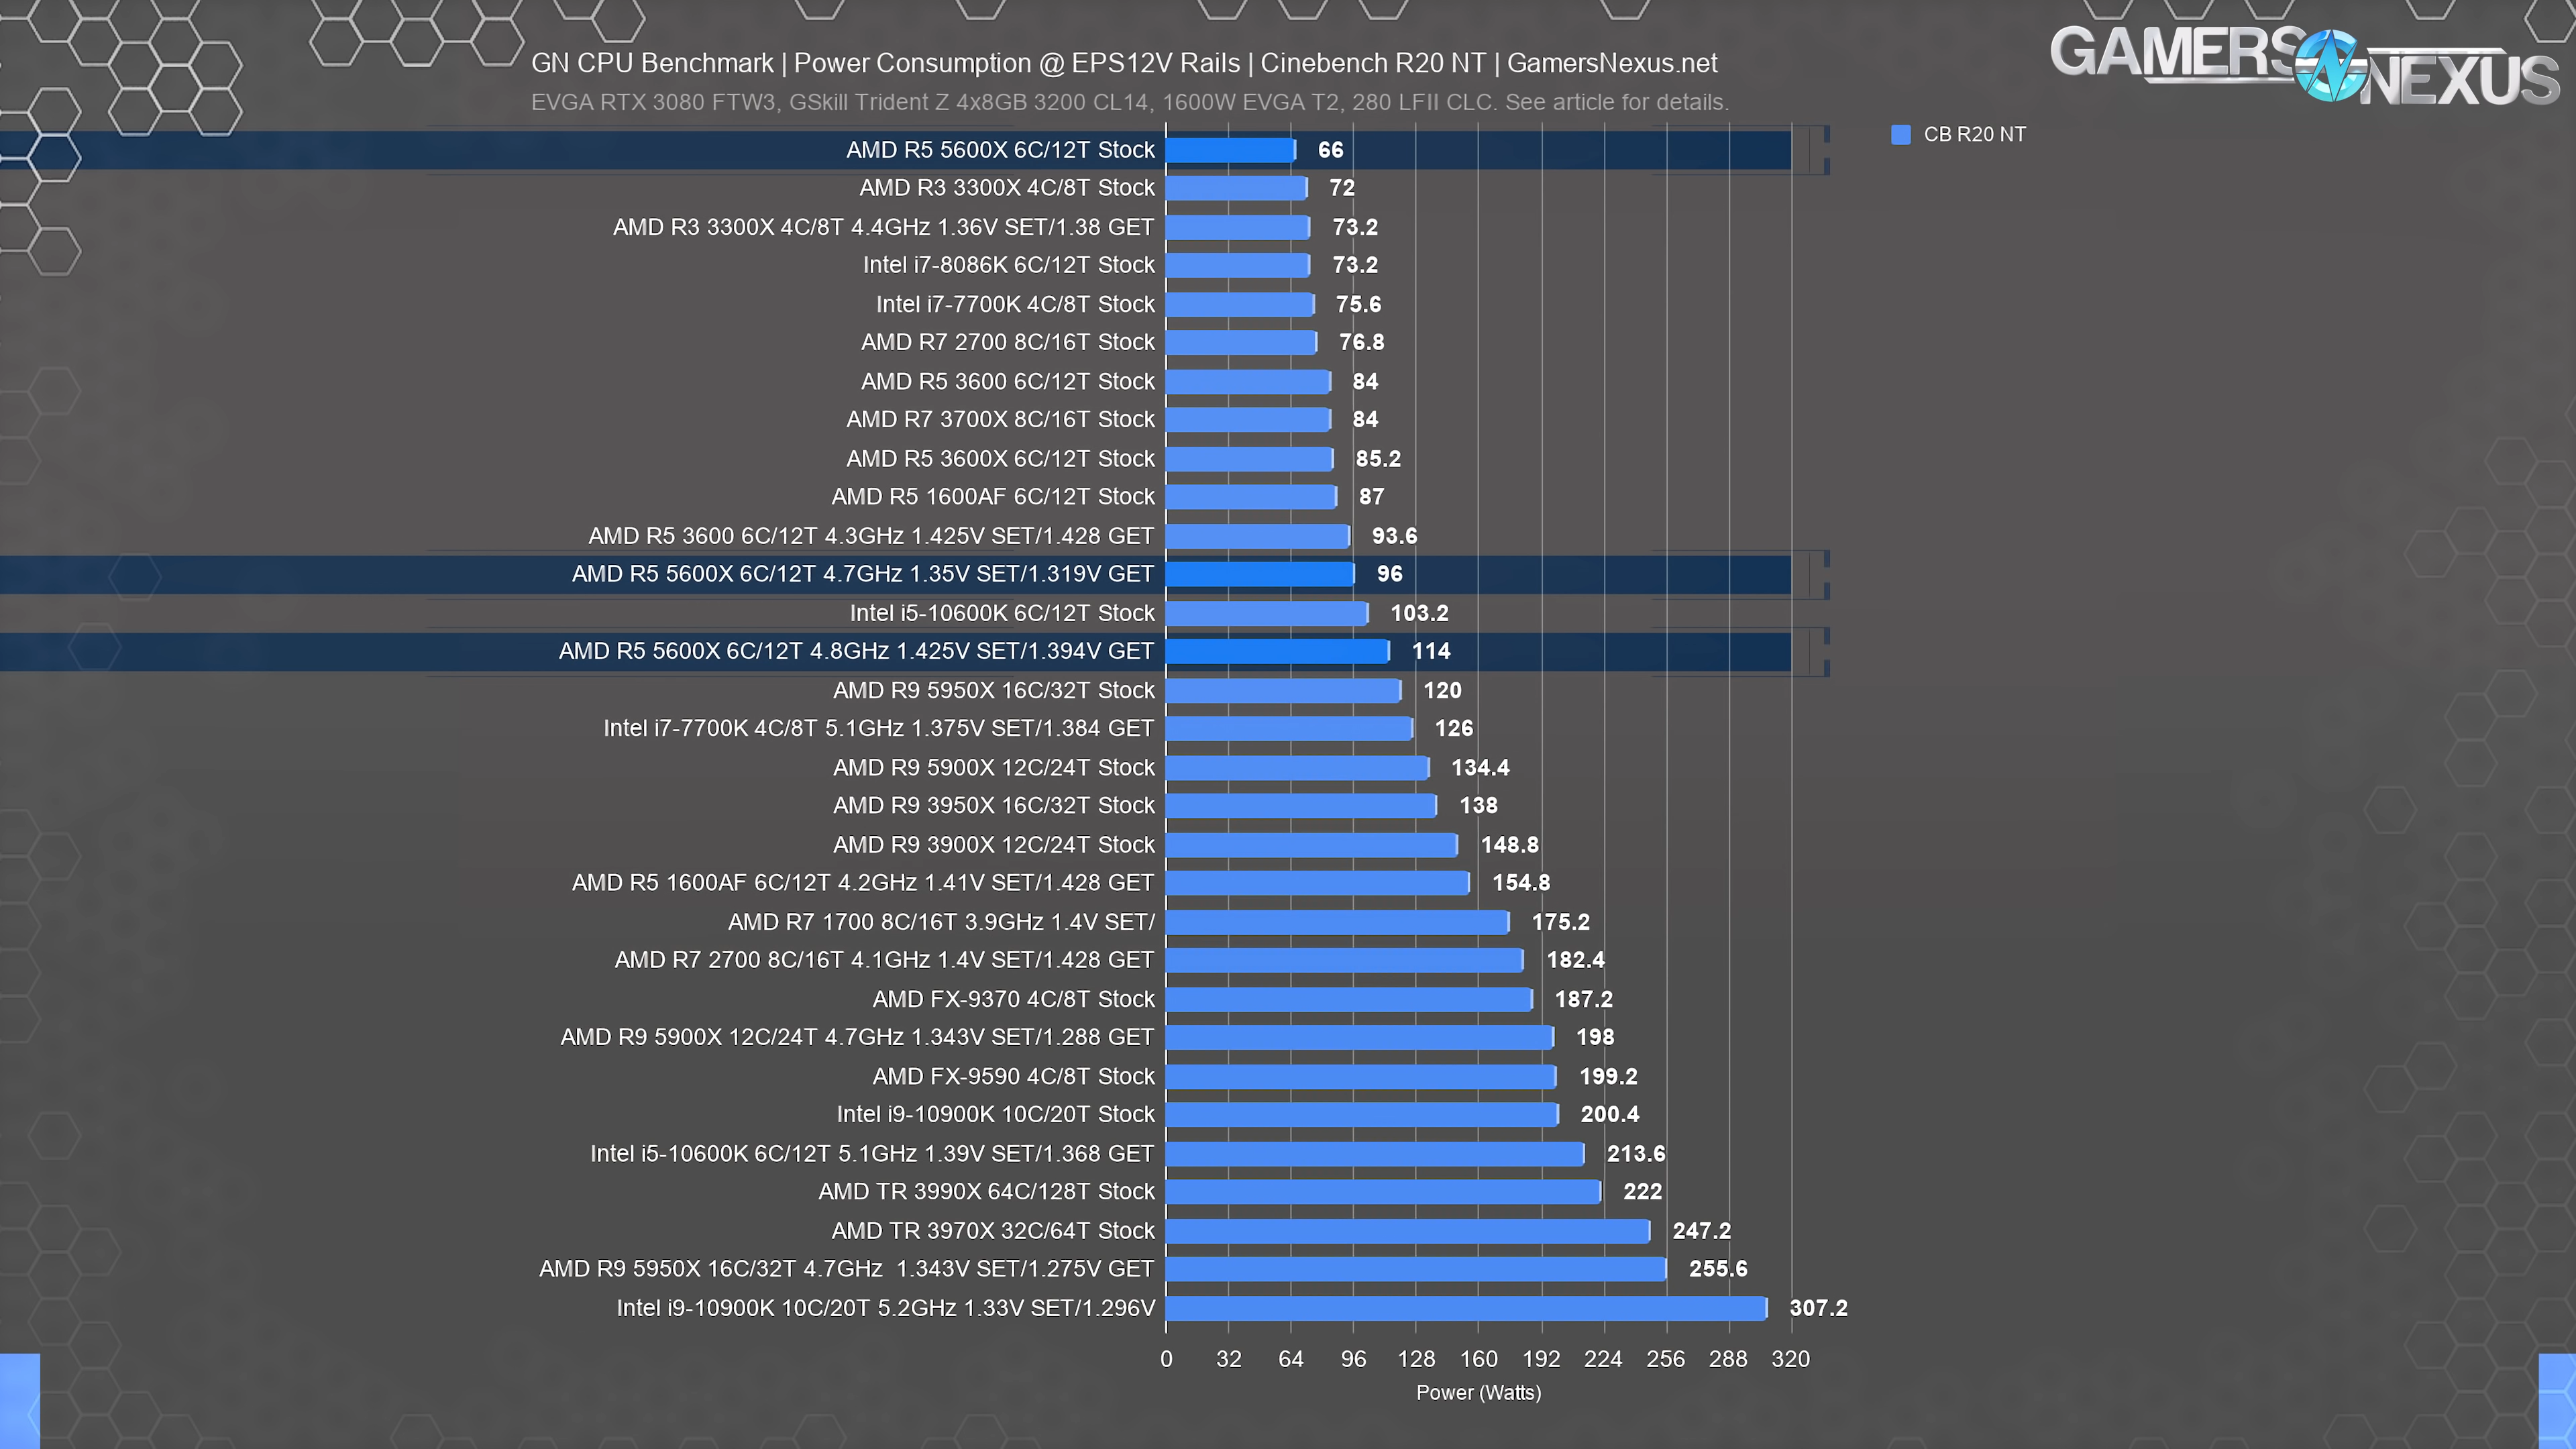 GN CPU Benchmark | Power Consumption @ EPS12V Rails | Cinebench R20 NT | GamersNexus.net
GAMERS NEXUS
EVGA RTX 3080 FTW3, GSkill Trident Z 4x8GB 3200 CL14, 1600W EVGA T2, 280 LFII CLC. See article for details.
CB R20 NT
AMD R5 5600X 6C/12T Stock 66
AMD R3 3300X 4C/8T Stock 72
AMD R3 3300X 4C/8T 4.4GHz 1.36V SET/1.38 GET 73.2
Intel i7-8086K 6C/12T Stock 73.2
Intel i7-7700K 4C/8T Stock 75.6
AMD R7 2700 8C/16T Stock 76.8
AMD R5 3600 6C/12T Stock 84
AMD R7 3700X 8C/16T Stock 84
AMD R5 3600X 6C/12T Stock 85.2
AMD R5 1600AF 6C/12T Stock 87
AMD R5 3600 6C/12T 4.3GHz 1.425V SET/1.428 GET 93.6
AMD R5 5600X 6C/12T 4.7GHz 1.35V SET/1.319V GET 96
Intel i5-10600K 6C/12T Stock 103.2
AMD R5 5600X 6C/12T 4.8GHz 1.425V SET/1.394V GET 114
AMD R9 5950X 16C/32T Stock 120
Intel i7-7700K 4C/8T 5.1GHz 1.375V SET/1.384 GET 126
AMD R9 5900X 12C/24T Stock 134.4
AMD R9 3950X 16C/32T Stock 138
AMD R9 3900X 12C/24T Stock 148.8
AMD R5 1600AF 6C/12T 4.2GHz 1.41V SET/1.428 GET 154.8
AMD R7 1700 8C/16T 3.9GHz 1.4V SET/ 175.2
AMD R7 2700 8C/16T 4.1GHz 1.4V SET/1.428 GET 182.4
AMD FX-9370 4C/8T Stock 187.2
AMD R9 5900X 12C/24T 4.7GHz 1.343V SET/1.288 GET 198
AMD FX-9590 4C/8T Stock 199.2
Intel i9-10900K 10C/20T Stock 200.4
Intel i5-10600K 6C/12T 5.1GHz 1.39V SET/1.368 GET 213.6
AMD TR 3990X 64C/128T Stock 222
AMD TR 3970X 32C/64T Stock 247.2
AMD R9 5950X 16C/32T 4.7GHz  1.343V SET/1.275V GET 255.6
Intel i9-10900K 10C/20T 5.2GHz 1.33V SET/1.296V 307.2
0 32 64 96 128 160 192 224 256 288 320
Power (Watts)